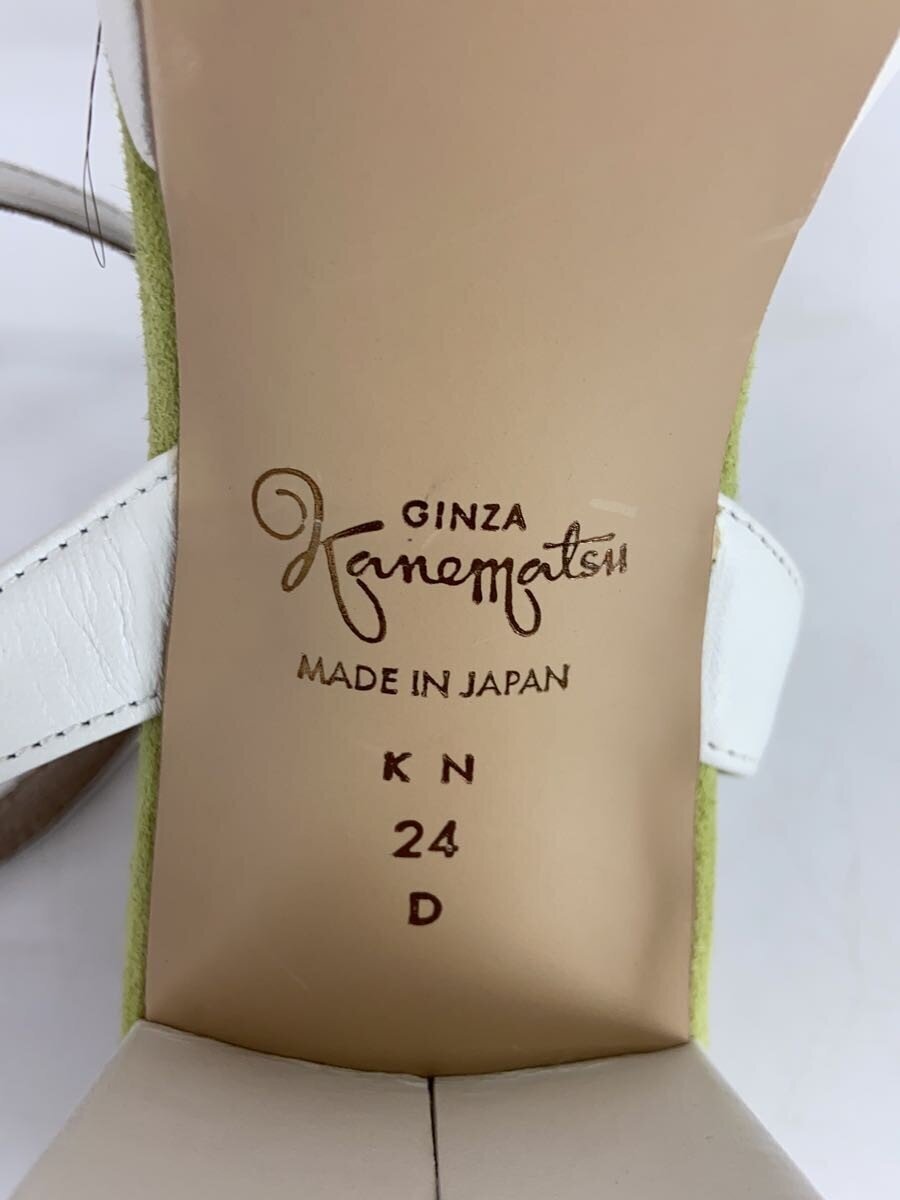 GINZA
Kanematsu
MADE IN JAPAN
K N
24
D